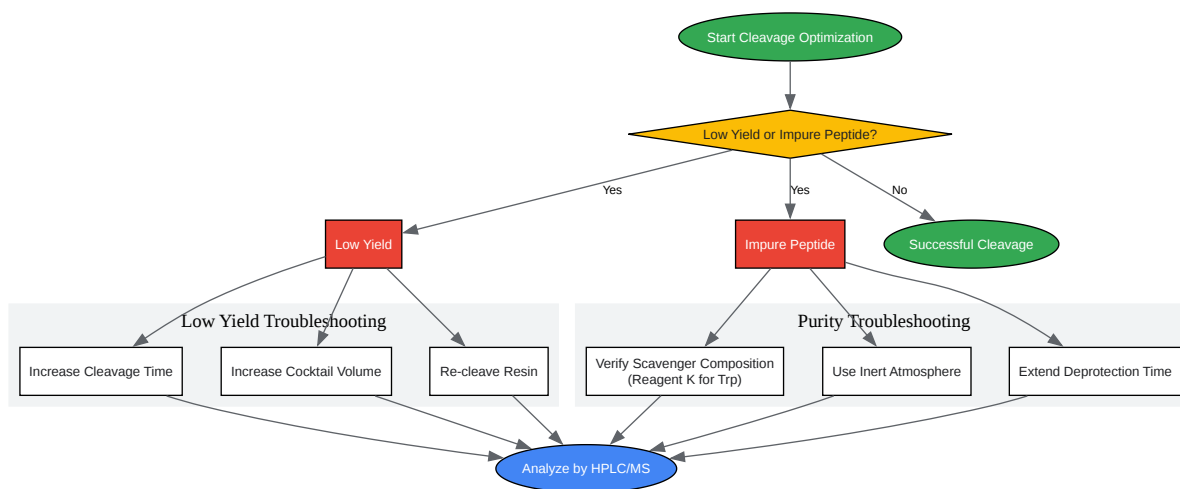 Start Cleavage Optimization
Low Yield or Impure Peptide?
Yes
Yes
No
Low Yield
Impure Peptide
Successful Cleavage
Low Yield Troubleshooting
Purity Troubleshooting
Increase Cleavage Time
Increase Cocktail Volume
Re-cleave Resin
Verify Scavenger Composition
(Reagent K for Trp)
Use Inert Atmosphere
Extend Deprotection Time
Analyze by HPLC/MS